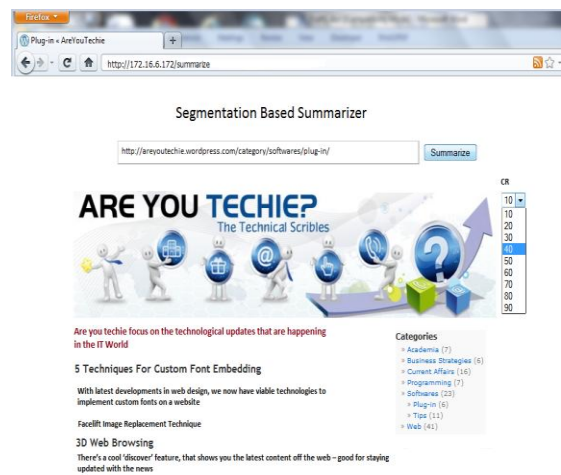 Firefox
Plug-in « AreYouTechie
http://172.16.6.172/summarize
Segmentation Based Summarizer
http://areyoutechie.wordpress.com/category/softwares/plug-in/
Summarize
CR
10
10
20
30
40
50
60
70
80
90
ARE YOU TECHIE?
The Technical Scribles
Are you techie focus on the technological updates that are happening
in the IT World
5 Techniques For Custom Font Embedding
With latest developments in web design, we now have viable technologies to
implement custom fonts on a website
Facelift Image Replacement Technique
3D Web Browsing
There's a cool 'discover' feature, that shows you the latest content off the web – good for staying
updated with the news
Categories
» Academia (7)
» Business Strategies (6)
» Current Affairs (16)
» Programming (7)
» Softwares (23)
» Plug-in (6)
» Tips (11)
» Web (41)